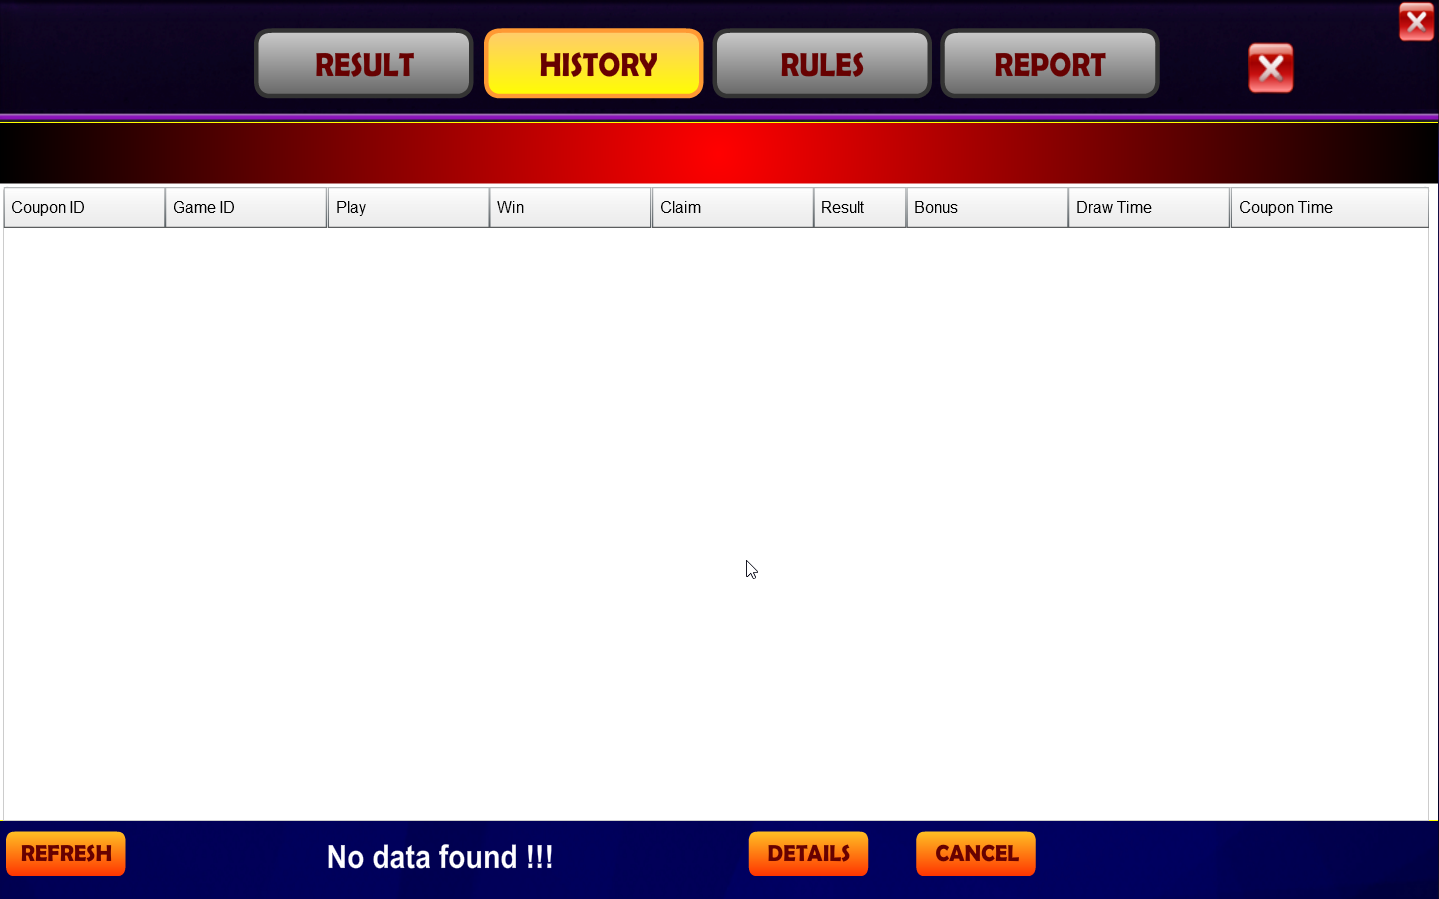 RESULT HISTORY RULES REPORT
Coupon ID Game ID Play Win Claim Result Bonus Draw Time Coupon Time
REFRESH No data found !!! DETAILS CANCEL